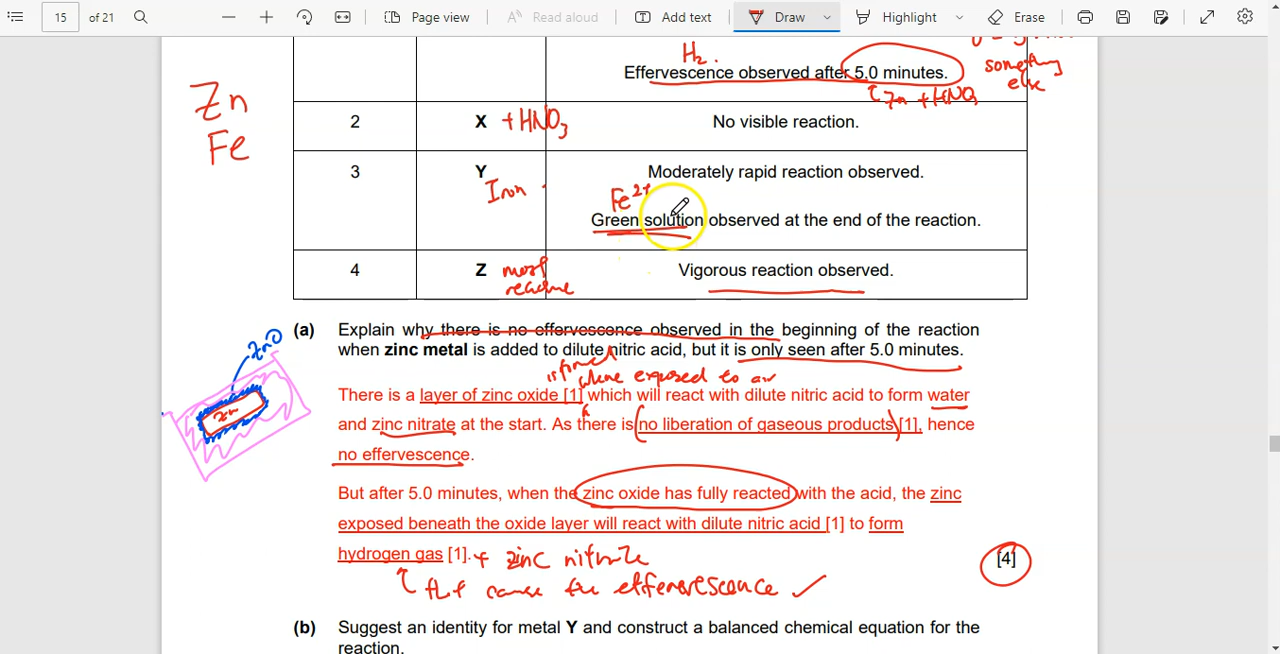 15 of 21 Page view Read aloud Add text Draw Highlight Erase
H2.
something
else
Effervescence observed after 5.0 minutes.
Zn + HNO3
Zn
Fe
2 X + HNO3 No visible reaction.
3 Y Moderately rapid reaction observed.
Iron Fe2+
Green solution observed at the end of the reaction.
4 Z most reactive Vigorous reaction observed.
(a) Explain why there is no effervescence observed in the beginning of the reaction
when zinc metal is added to dilute nitric acid, but it is only seen after 5.0 minutes.
ZnO
Zn
when exposed to air
There is a layer of zinc oxide [1] which will react with dilute nitric acid to form water
and zinc nitrate at the start. As there is no liberation of gaseous products [1], hence
no effervescence.
But after 5.0 minutes, when the zinc oxide has fully reacted with the acid, the zinc
exposed beneath the oxide layer will react with dilute nitric acid [1] to form
hydrogen gas [1]. + zinc nitrate
[4]
that cause the effervescence
(b) Suggest an identity for metal Y and construct a balanced chemical equation for the
reaction.